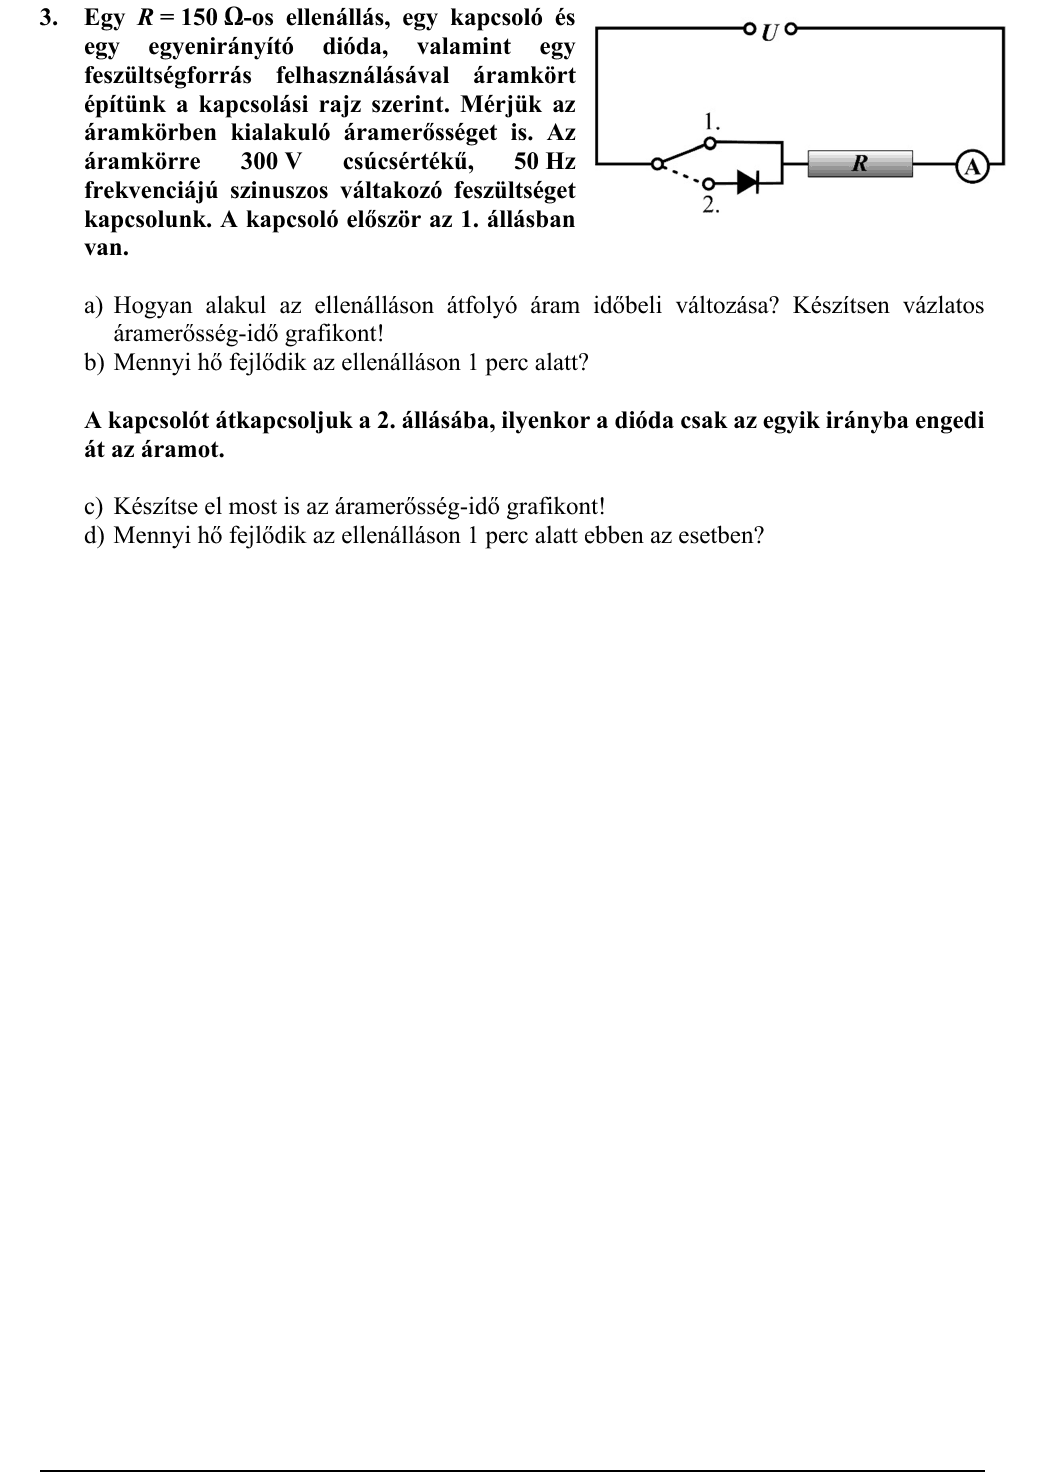 3. Egy R = 150 Ω-os ellenállás, egy kapcsoló és
egy egyenirányító dióda, valamint egy
feszültségforrás felhasználásával áramkört
építünk a kapcsolási rajz szerint. Mérjük az
áramkörben kialakuló áramerősséget is. Az
áramkörre 300 V csúcsértékű, 50 Hz
frekvenciájú szinuszos váltakozó feszültséget
kapcsolunk. A kapcsoló először az 1. állásban
van.
U
1.
R
A
2.
a) Hogyan alakul az ellenálláson átfolyó áram időbeli változása? Készítsen vázlatos
áramerősség-idő grafikont!
b) Mennyi hő fejlődik az ellenálláson 1 perc alatt?
A kapcsolót átkapcsoljuk a 2. állásába, ilyenkor a dióda csak az egyik irányba engedi
át az áramot.
c) Készítse el most is az áramerősség-idő grafikont!
d) Mennyi hő fejlődik az ellenálláson 1 perc alatt ebben az esetben?